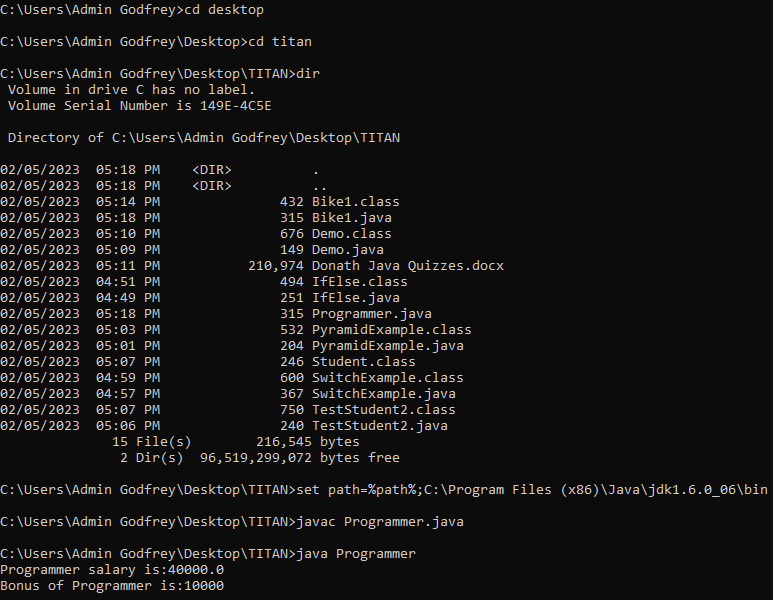 C:\Users\Admin Godfrey>cd desktop
C:\Users\Admin Godfrey\Desktop>cd titan
C:\Users\Admin Godfrey\Desktop\TITAN>dir
Volume in drive C has no label.
Volume Serial Number is 149E-4C5E
Directory of C:\Users\Admin Godfrey\Desktop\TITAN
02/05/2023  05:18 PM    <DIR>          .
02/05/2023  05:18 PM    <DIR>          ..
02/05/2023  05:14 PM               432 Bike1.class
02/05/2023  05:18 PM               315 Bike1.java
02/05/2023  05:10 PM               676 Demo.class
02/05/2023  05:09 PM               149 Demo.java
02/05/2023  05:11 PM           210,974 Donath Java Quizzes.docx
02/05/2023  04:51 PM               494 IfElse.class
02/05/2023  04:49 PM               251 IfElse.java
02/05/2023  05:18 PM               315 Programmer.java
02/05/2023  05:03 PM               532 PyramidExample.class
02/05/2023  05:01 PM               204 PyramidExample.java
02/05/2023  05:07 PM               246 Student.class
02/05/2023  04:59 PM               600 SwitchExample.class
02/05/2023  04:57 PM               367 SwitchExample.java
02/05/2023  05:07 PM               750 TestStudent2.class
02/05/2023  05:06 PM               240 TestStudent2.java
15 File(s)        216,545 bytes
2 Dir(s)  96,519,299,072 bytes free
C:\Users\Admin Godfrey\Desktop\TITAN>set path=%path%;C:\Program Files (x86)\Java\jdk1.6.0_06\bin
C:\Users\Admin Godfrey\Desktop\TITAN>javac Programmer.java
C:\Users\Admin Godfrey\Desktop\TITAN>java Programmer
Programmer salary is:40000.0
Bonus of Programmer is:10000